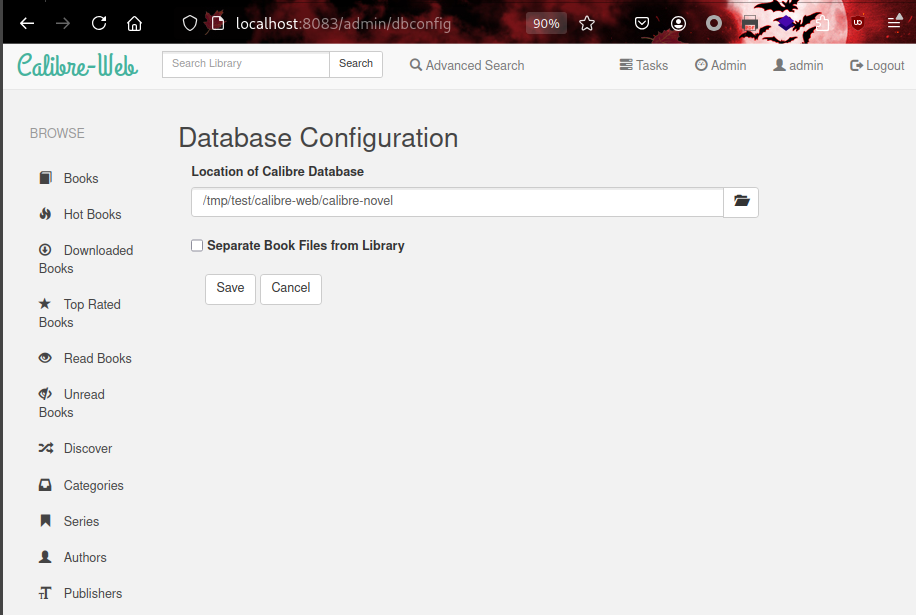 localhost:8083/admin/dbconfig
90%
UD
Calibre-Web
Search Library
Search
Advanced Search
Tasks
Admin
admin
Logout
BROWSE
Books
Hot Books
Downloaded
Books
Top Rated
Books
Read Books
Unread
Books
Discover
Categories
Series
Authors
Publishers
Database Configuration
Location of Calibre Database
/tmp/test/calibre-web/calibre-novel
Separate Book Files from Library
Save
Cancel